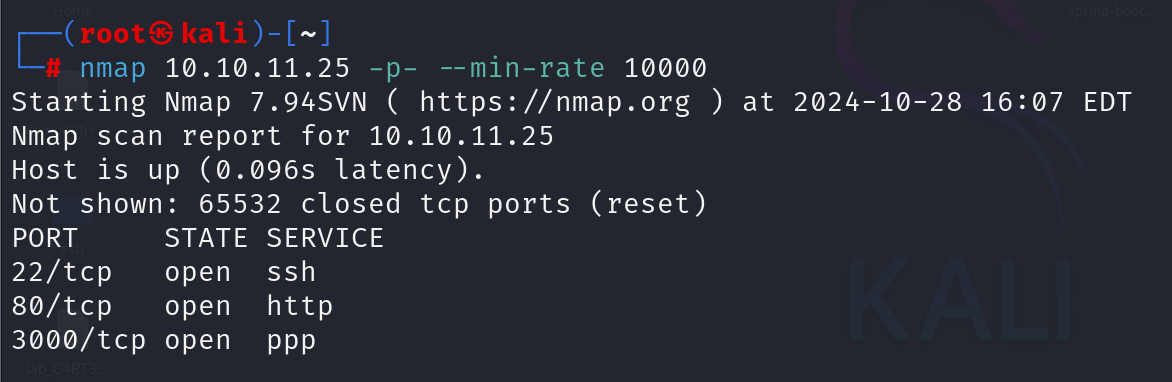 Home
spring-boot...
┌──(root㉿kali)-[~]
└─# nmap 10.10.11.25 -p- --min-rate 10000
Starting Nmap 7.94SVN ( https://nmap.org ) at 2024-10-28 16:07 EDT
Nmap scan report for 10.10.11.25
Host is up (0.096s latency).
Not shown: 65532 closed tcp ports (reset)
PORT     STATE SERVICE
22/tcp   open  ssh
80/tcp   open  http
3000/tcp open  ppp
KALI
lab_C4RT3...